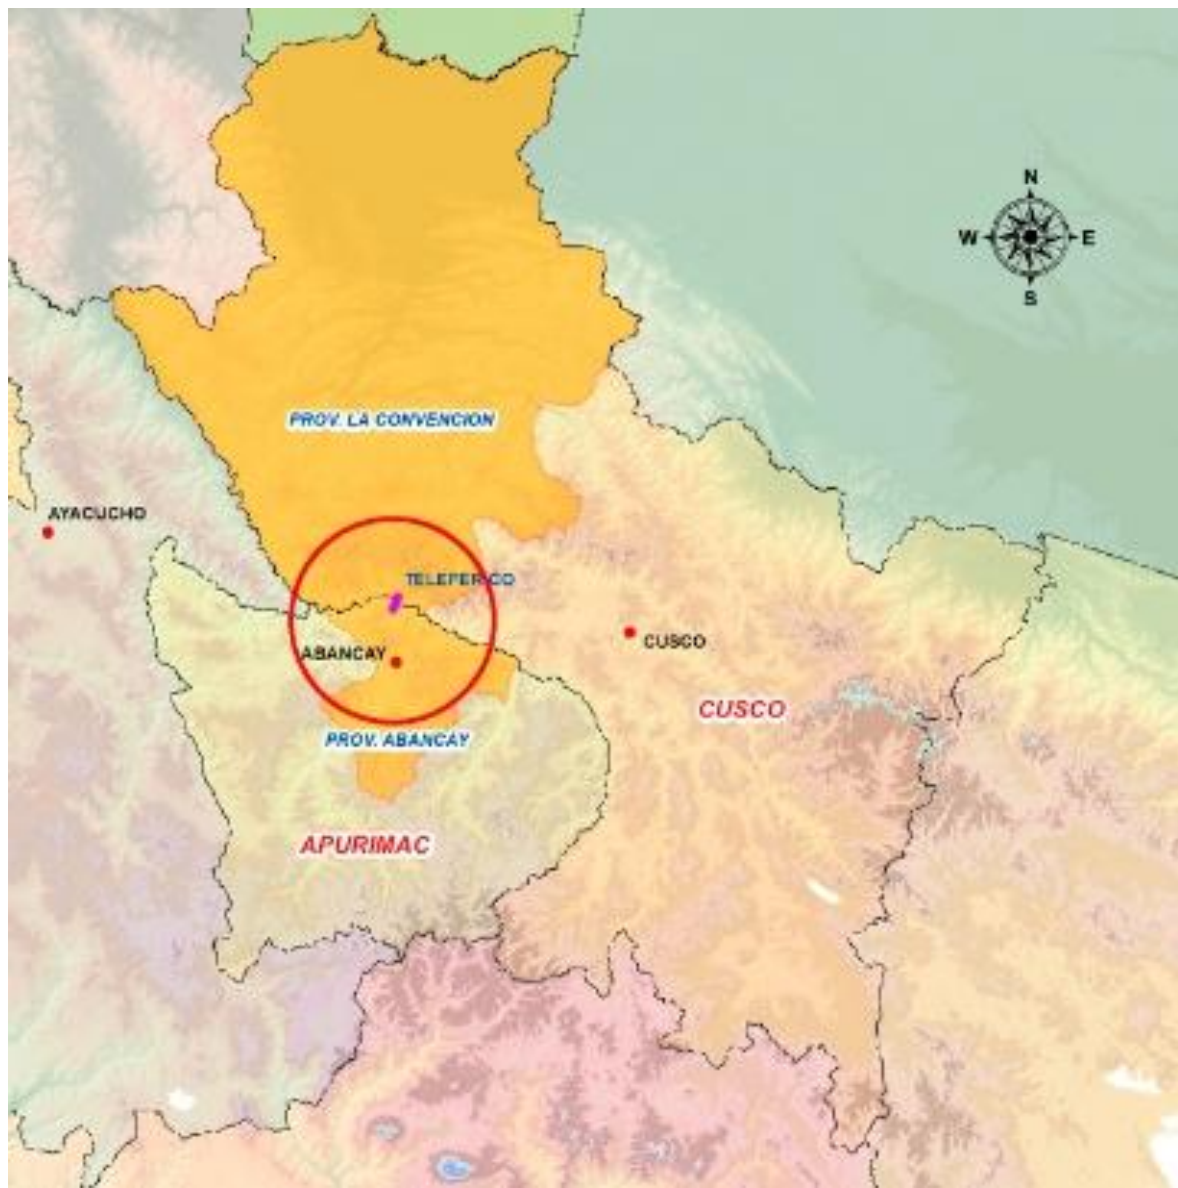 N
W E
S
PROV. LA CONVENCION
AYACUCHO
TELEFERICO
CUSCO
ABANCAY
CUSCO
PROV. ABANCAY
APURIMAC